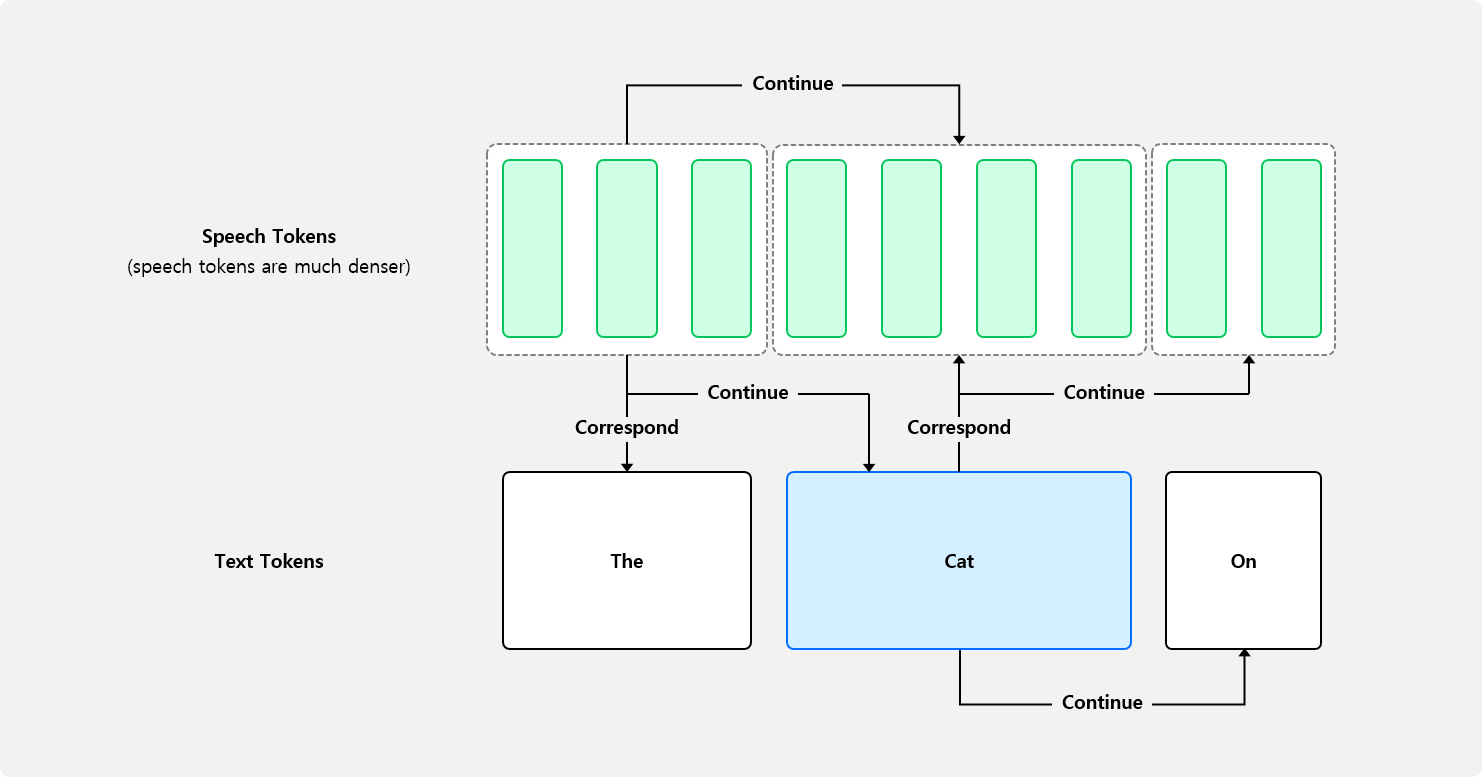 Continue
Speech Tokens
(speech tokens are much denser)
Continue
Continue
Correspond
Correspond
Text Tokens
The
Cat
On
Continue